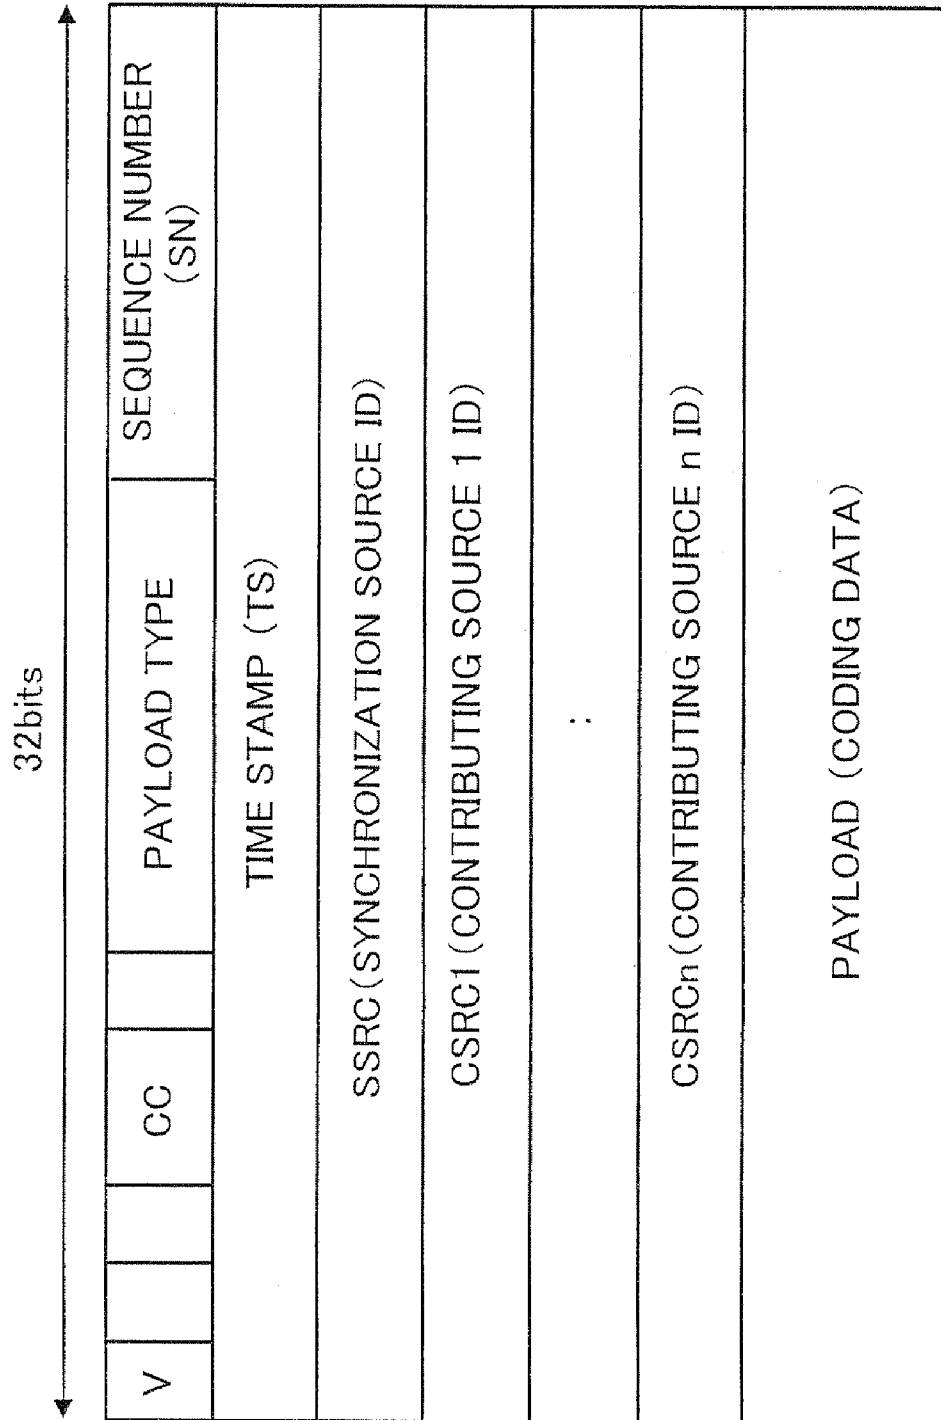 32bits
V
CC
PAYLOAD TYPE
SEQUENCE NUMBER
(SN)
TIME STAMP (TS)
SSRC(SYNCHRONIZATION SOURCE ID)
CSRC1(CONTRIBUTING SOURCE 1 ID)
:
CSRCn(CONTRIBUTING SOURCE n ID)
PAYLOAD (CODING DATA)